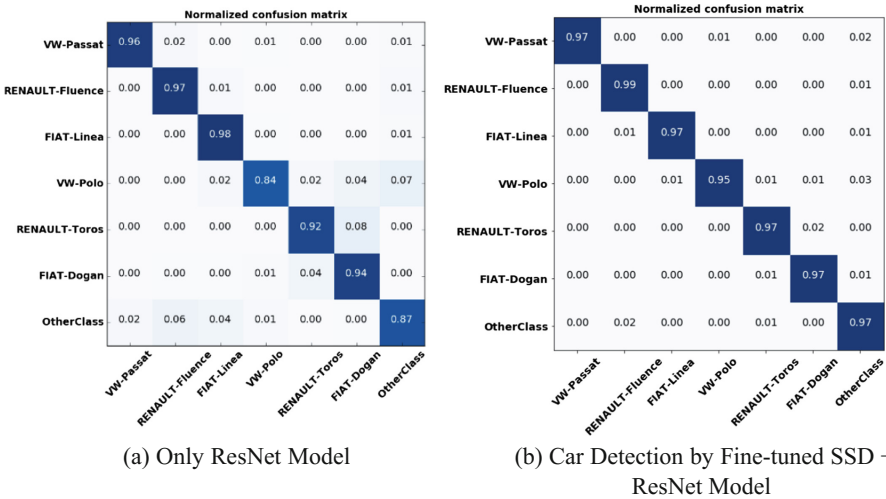 Normalized confusion matrix
VW-Passat 0.96 0.02 0.00 0.01 0.00 0.00 0.01
RENAULT-Fluence 0.00 0.97 0.01 0.00 0.00 0.00 0.01
FIAT-Linea 0.00 0.00 0.98 0.00 0.00 0.00 0.01
VW-Polo 0.00 0.00 0.02 0.84 0.02 0.04 0.07
RENAULT-Toros 0.00 0.00 0.00 0.00 0.92 0.08 0.00
FIAT-Dogan 0.00 0.00 0.00 0.01 0.04 0.94 0.00
OtherClass 0.02 0.06 0.04 0.01 0.00 0.00 0.87
VW-Passat RENAULT-Fluence FIAT-Linea VW-Polo RENAULT-Toros FIAT-Dogan OtherClass
(a) Only ResNet Model
Normalized confusion matrix
VW-Passat 0.97 0.00 0.00 0.01 0.00 0.00 0.02
RENAULT-Fluence 0.00 0.99 0.00 0.00 0.00 0.00 0.01
FIAT-Linea 0.00 0.01 0.97 0.00 0.00 0.00 0.01
VW-Polo 0.00 0.00 0.01 0.95 0.01 0.01 0.03
RENAULT-Toros 0.00 0.00 0.00 0.00 0.97 0.02 0.00
FIAT-Dogan 0.00 0.00 0.00 0.00 0.01 0.97 0.01
OtherClass 0.00 0.02 0.00 0.00 0.01 0.00 0.97
VW-Passat RENAULT-Fluence FIAT-Linea VW-Polo RENAULT-Toros FIAT-Dogan OtherClass
(b) Car Detection by Fine-tuned SSD -
ResNet Model